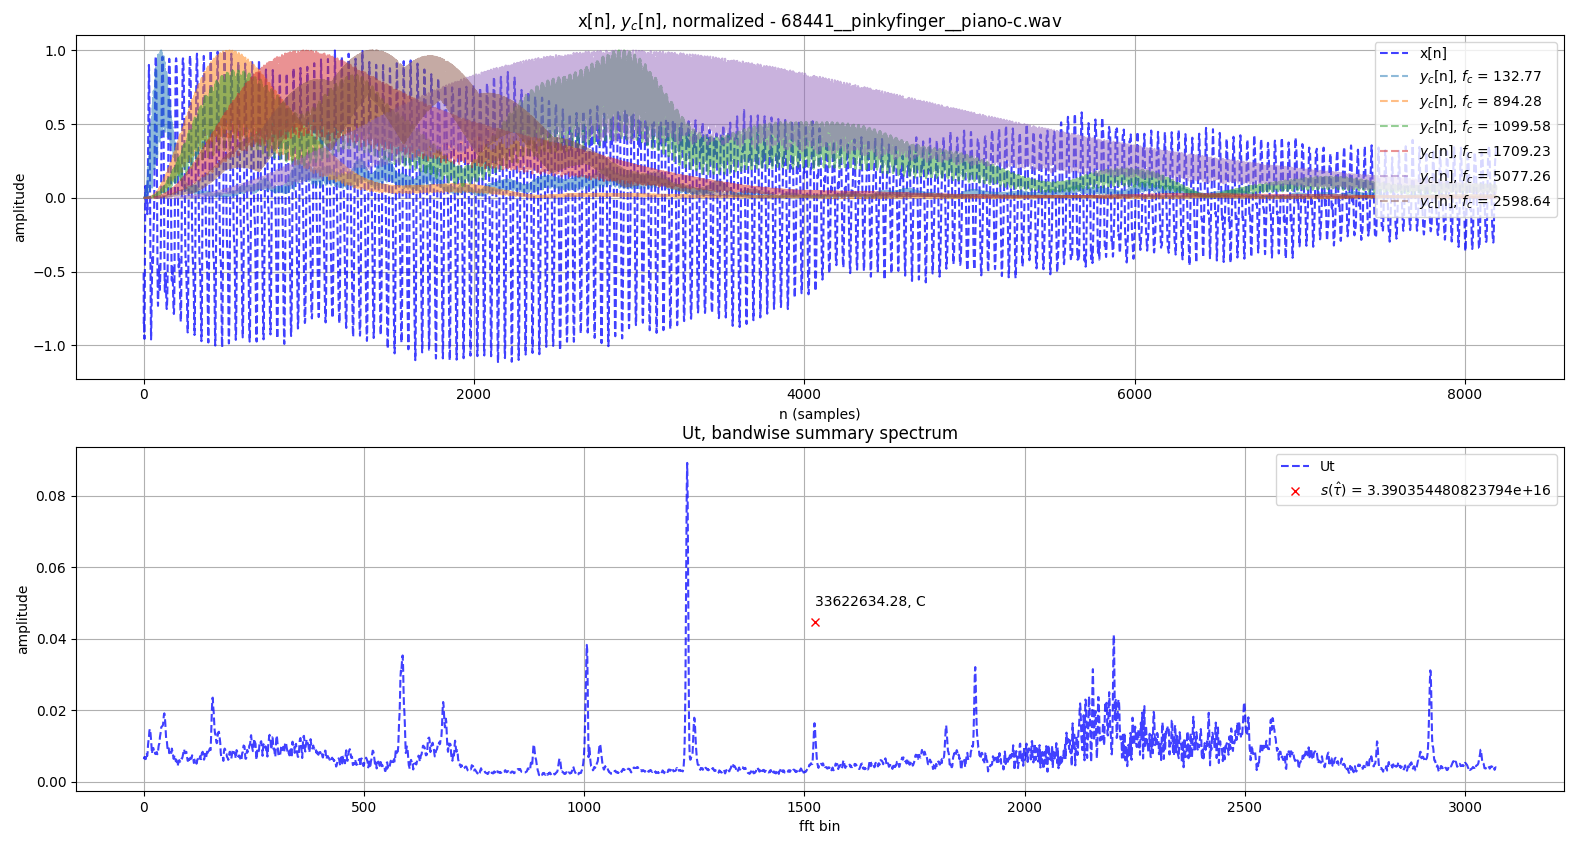 x[n], y_c[n], normalized - 68441__pinkyfinger__piano-c.wav
amplitude
1.0
0.5
0.0
−0.5
−1.0
x[n]
y_c[n], f_c = 132.77
y_c[n], f_c = 894.28
y_c[n], f_c = 1099.58
y_c[n], f_c = 1709.23
y_c[n], f_c = 5077.26
y_c[n], f_c = 2598.64
0 2000 4000 6000 8000
n (samples)
Ut, bandwise summary spectrum
amplitude
0.08
0.06
0.04
0.02
0.00
Ut
s(τ̂) = 3.390354480823794e+16
33622634.28, C
0 500 1000 1500 2000 2500 3000
fft bin